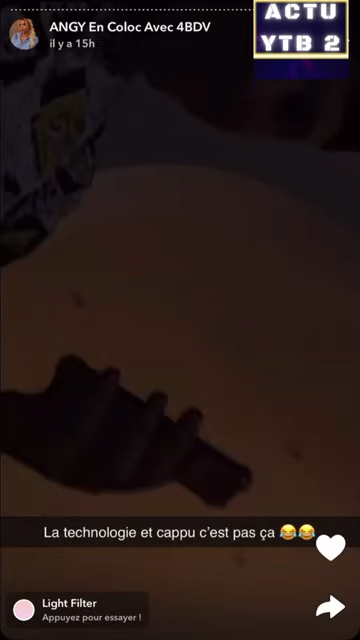 ACTU
YTB 2
ANGY En Coloc Avec 4BDV
il y a 15h
La technologie et cappu c'est pas ça 😂😂
Light Filter
Appuyez pour essayer !